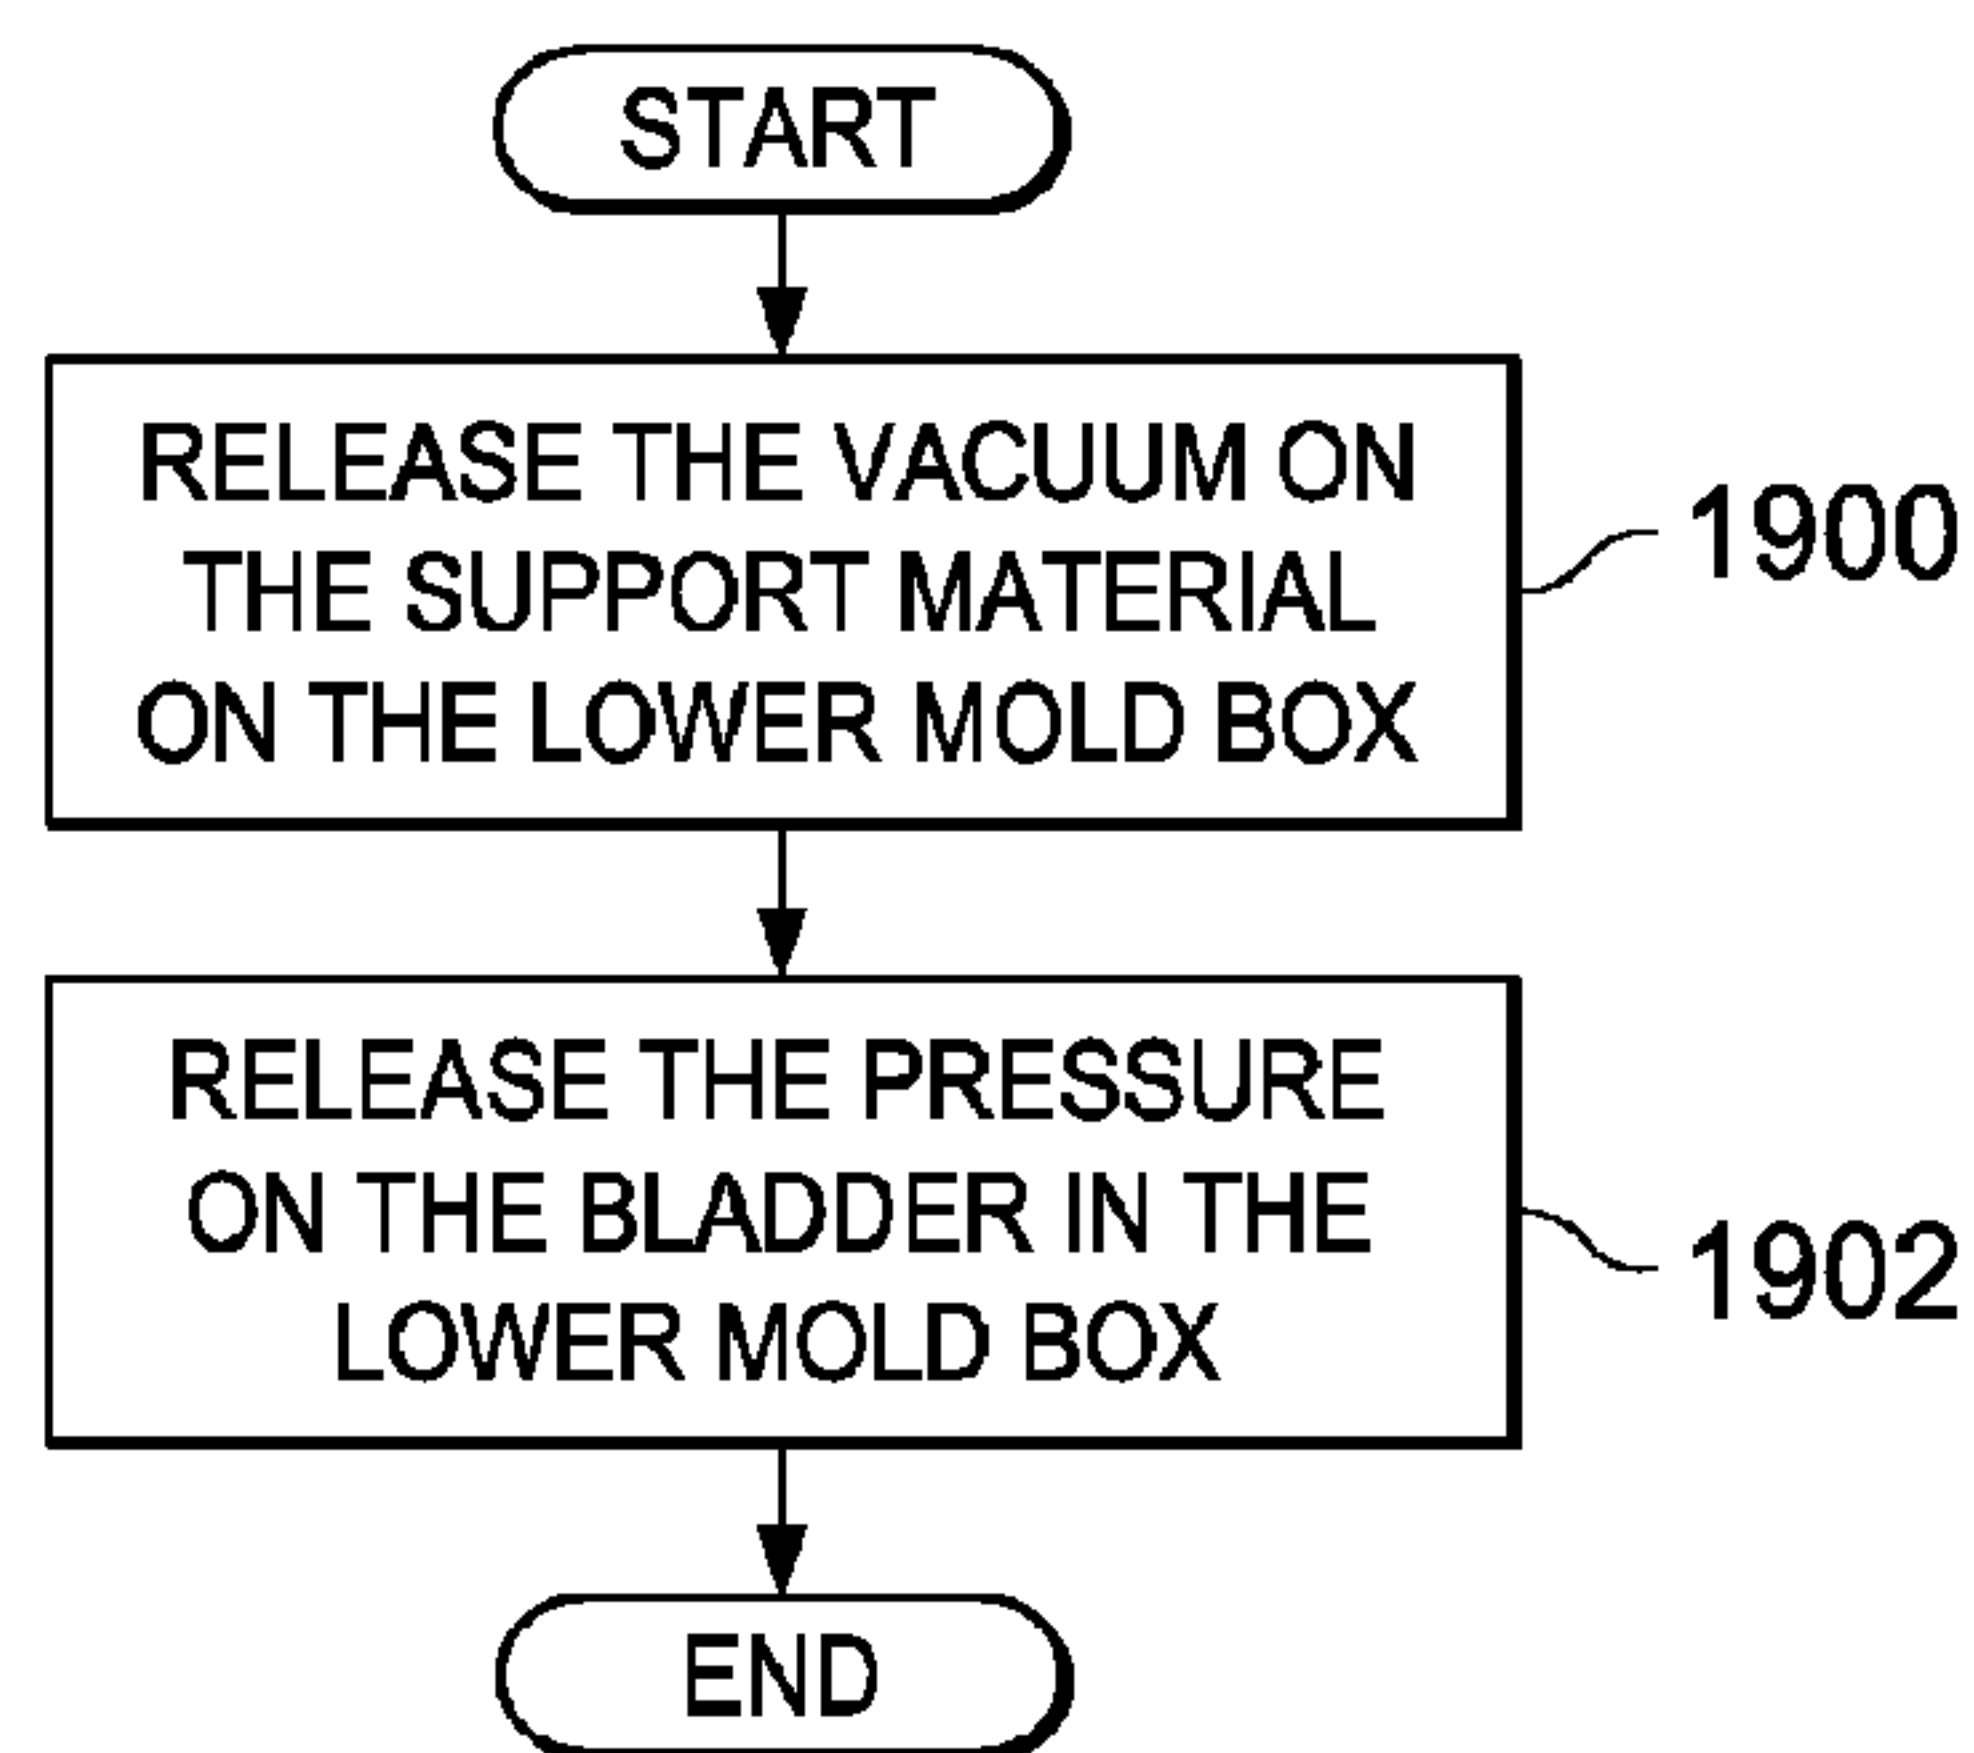 START
RELEASE THE VACUUM ON
THE SUPPORT MATERIAL
ON THE LOWER MOLD BOX
1900
RELEASE THE PRESSURE
ON THE BLADDER IN THE
LOWER MOLD BOX
1902
END